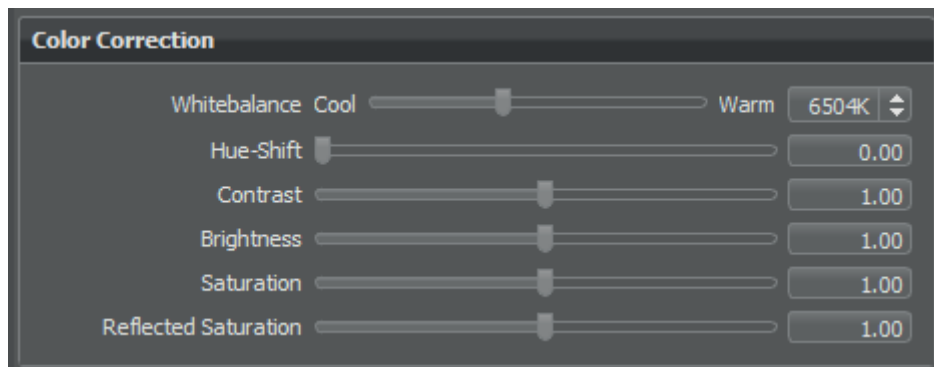 Color Correction
Whitebalance Cool Warm 6504K
Hue-Shift 0.00
Contrast 1.00
Brightness 1.00
Saturation 1.00
Reflected Saturation 1.00